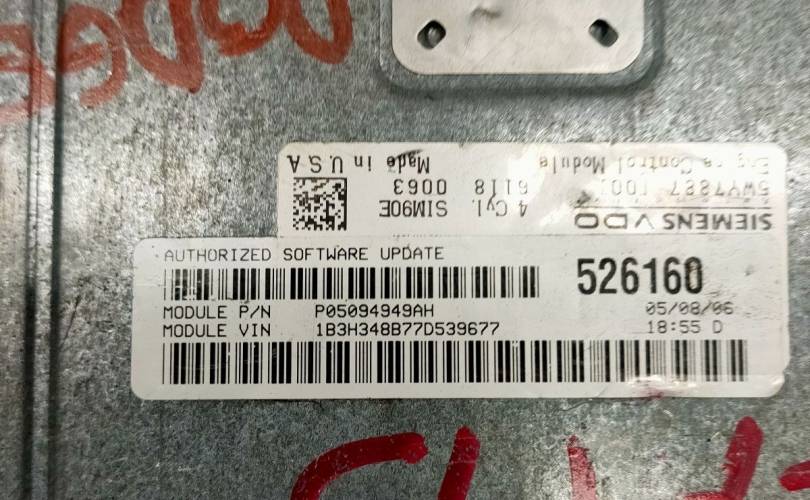 SIEMENS VDO
5WY7887
4 Cyl. 6118
SIM90E 0063
Engine Control Module
Made in U.S.A
AUTHORIZED SOFTWARE UPDATE
526160
MODULE P/N P05094949AH 05/08/06
MODULE VIN 1B3H348B77D539677 18:55 D